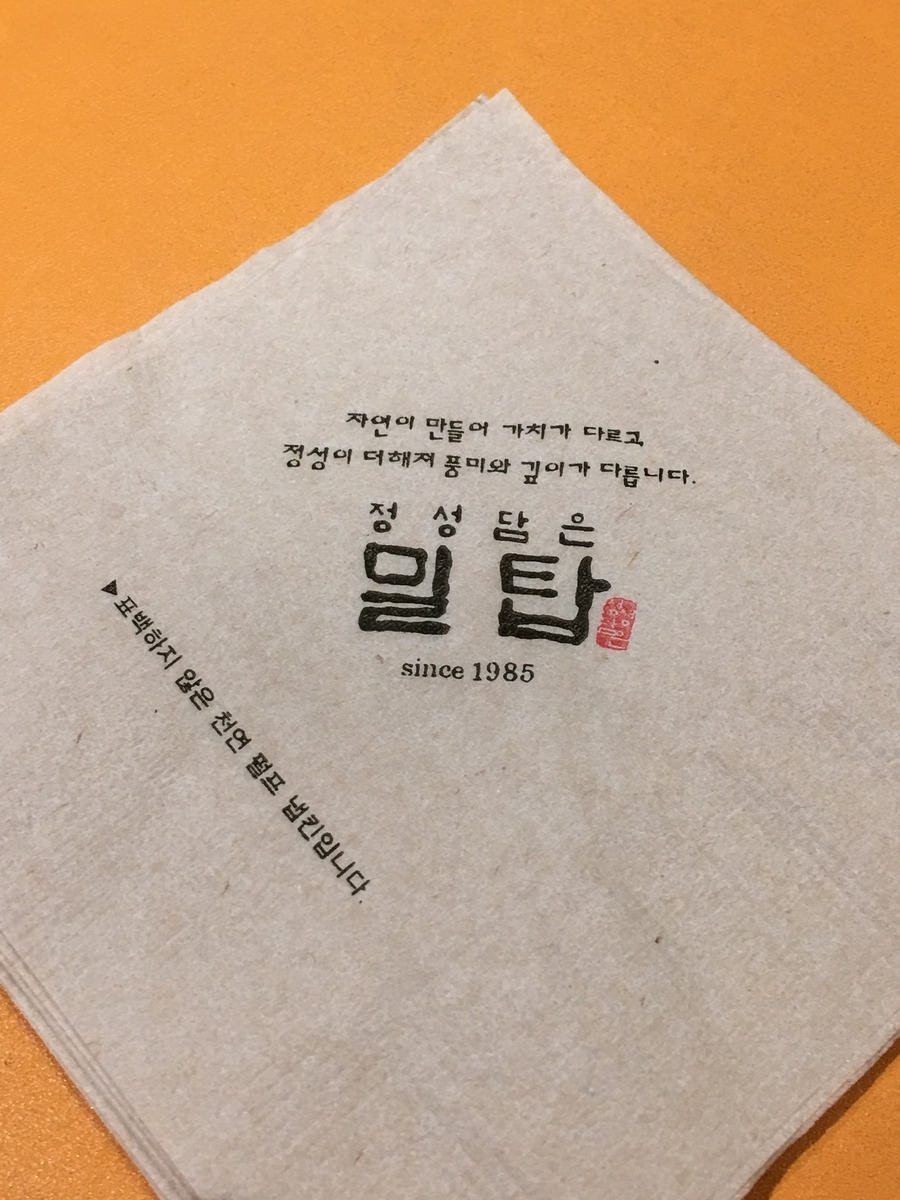 자연이 만들어 가치가 다르고,
정성이 더해져 풍미와 깊이가 다릅니다.
정성담은
밀탑
since 1985
▶표백하지 않은 천연 펄프 냅킨입니다.